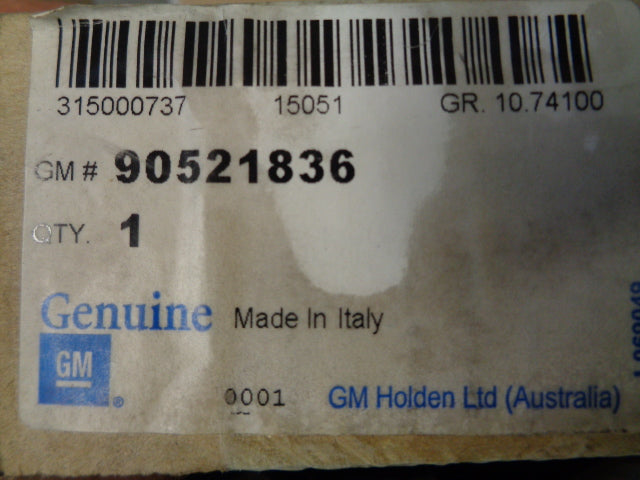 315000737 15051 GR. 10.74100
GM # 90521836
QTY. 1
Genuine Made In Italy
GM
®
0001 GM Holden Ltd (Australia)